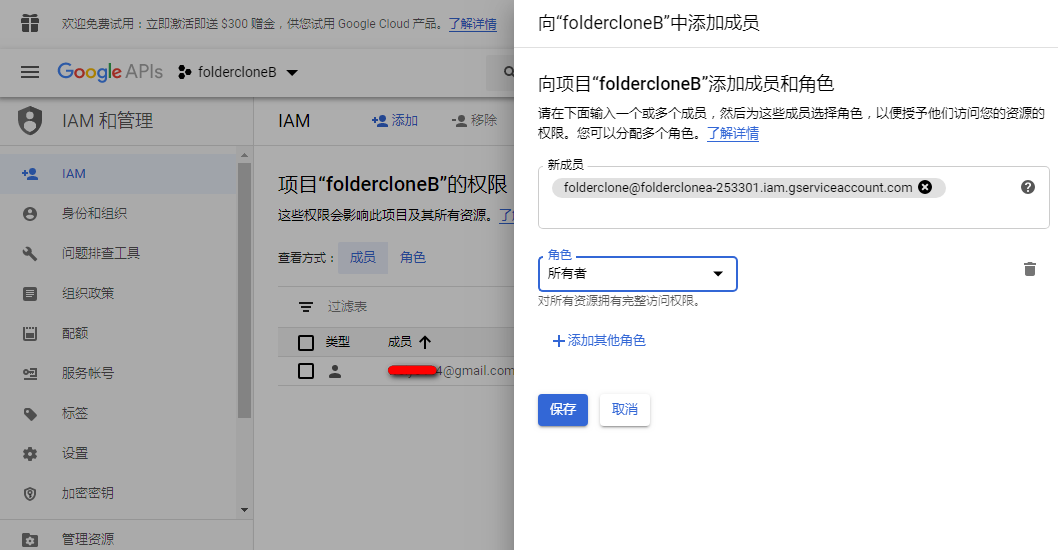 欢迎免费试用：立即激活即送 $300 赠金，供您试用 Google Cloud 产品。了解详情
Google APIs
foldercloneB
IAM 和管理
IAM
身份和组织
问题排查工具
组织政策
配额
服务帐号
标签
设置
加密密钥
管理资源
IAM
添加
移除
项目“foldercloneB”的权限
这些权限会影响此项目及其所有资源。
查看方式：
成员
角色
过滤表
类型
成员
4@gmail.com
向“foldercloneB”中添加成员
向项目“foldercloneB”添加成员和角色
请在下面输入一个或多个成员，然后为这些成员选择角色，以便授予他们访问您的资源的
权限。您可以分配多个角色。了解详情
新成员
folderclone@folderclonea-253301.iam.gserviceaccount.com
角色
所有者
对所有资源拥有完整访问权限。
添加其他角色
保存
取消